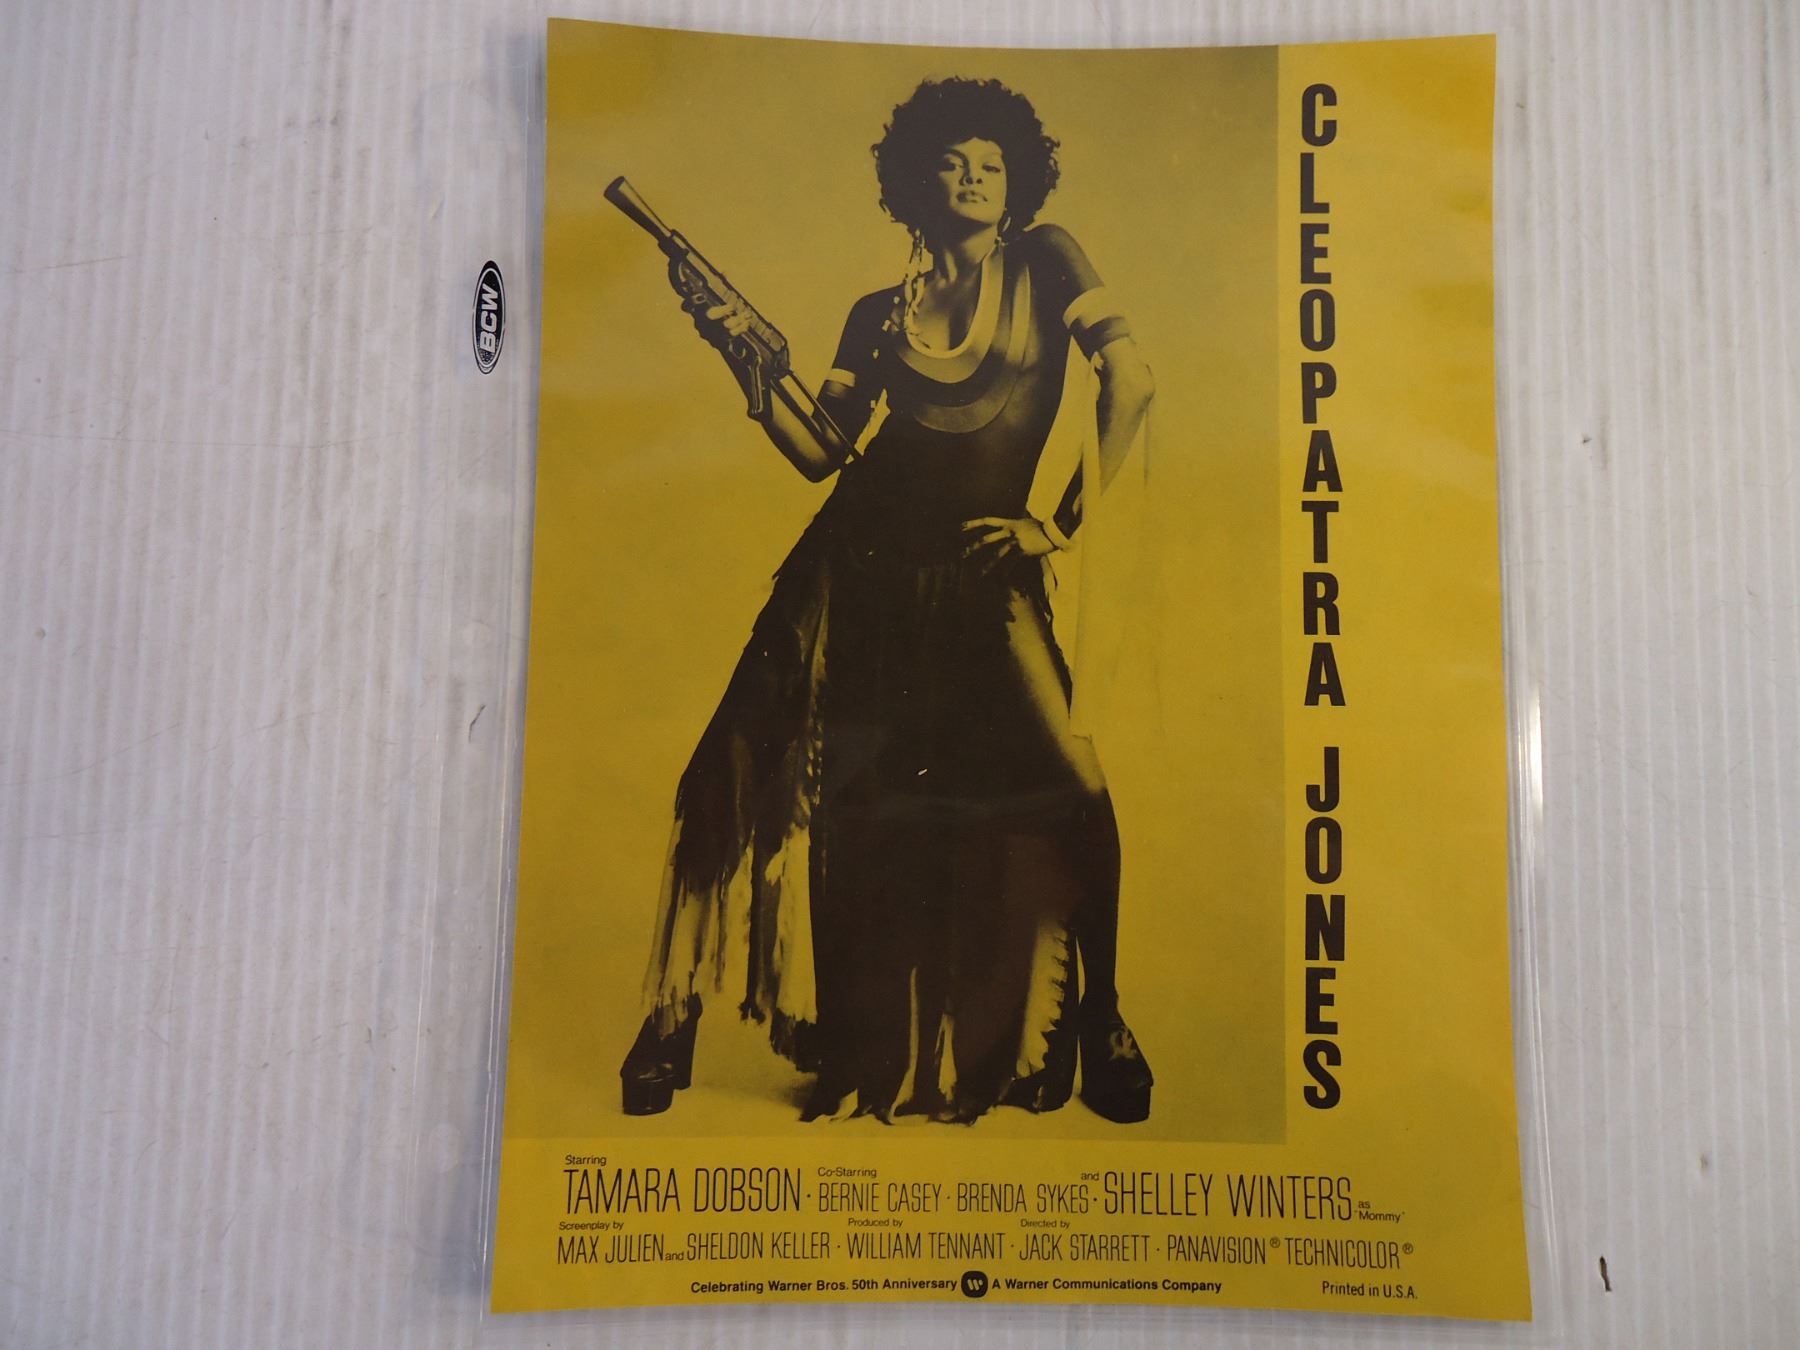 BCW
CLEOPATRA JONES
Starring
TAMARA DOBSON · Co-Starring BERNIE CASEY · BRENDA SYKES · and SHELLEY WINTERS as "Mommy"
Screenplay by Produced by Directed by
MAX JULIEN and SHELDON KELLER · WILLIAM TENNANT · JACK STARRETT · PANAVISION® TECHNICOLOR®
Celebrating Warner Bros. 50th Anniversary W A Warner Communications Company
Printed in U.S.A.